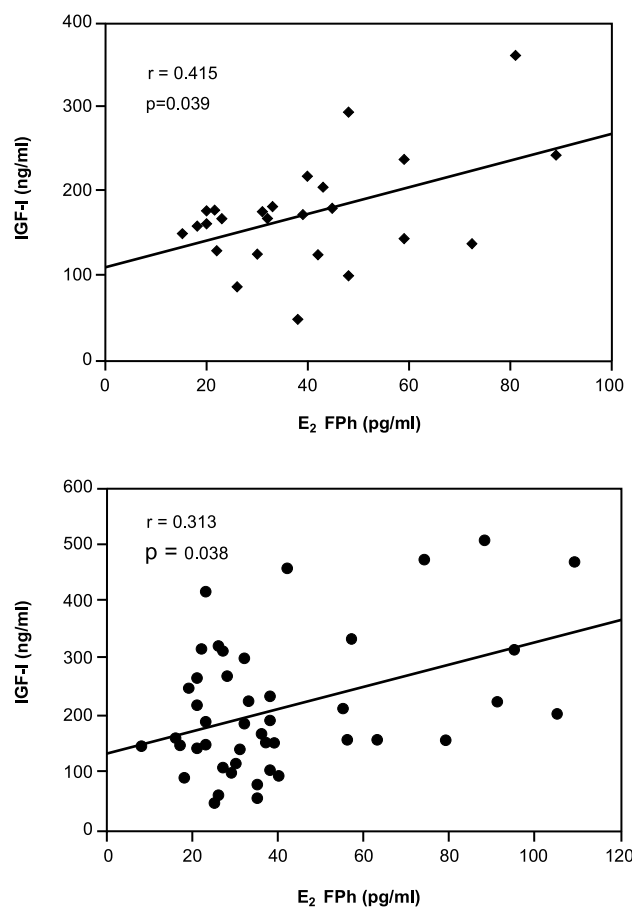 400
r = 0.415
p=0.039
300
IGF-I (ng/ml)
200
100
0
0 20 40 60 80 100
E₂ FPh (pg/ml)
600
r = 0.313
p = 0.038
500
400
IGF-I (ng/ml)
300
200
100
0
0 20 40 60 80 100 120
E₂ FPh (pg/ml)